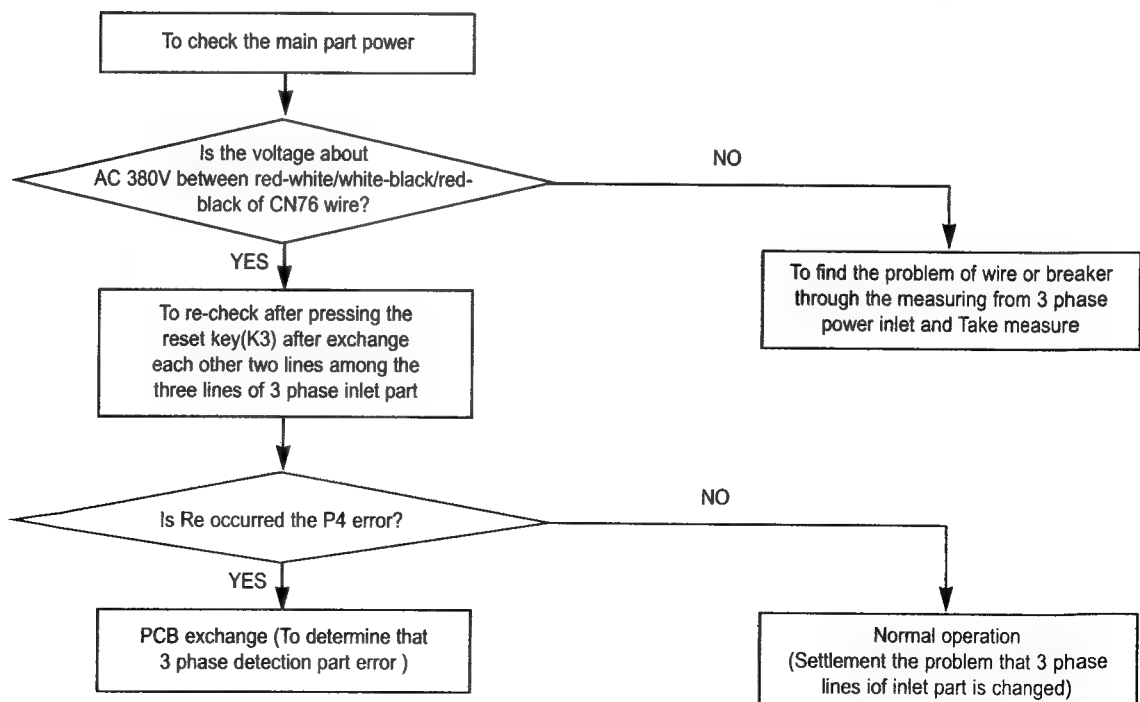 To check the main part power
Is the voltage about
AC 380V between red-white/white-black/red-
black of CN76 wire?
NO
YES
To find the problem of wire or breaker
through the measuring from 3 phase
power inlet and Take measure
To re-check after pressing the
reset key(K3) after exchange
each other two lines among the
three lines of 3 phase inlet part
Is Re occurred the P4 error?
NO
YES
PCB exchange (To determine that
3 phase detection part error )
Normal operation
(Settlement the problem that 3 phase
lines iof inlet part is changed)